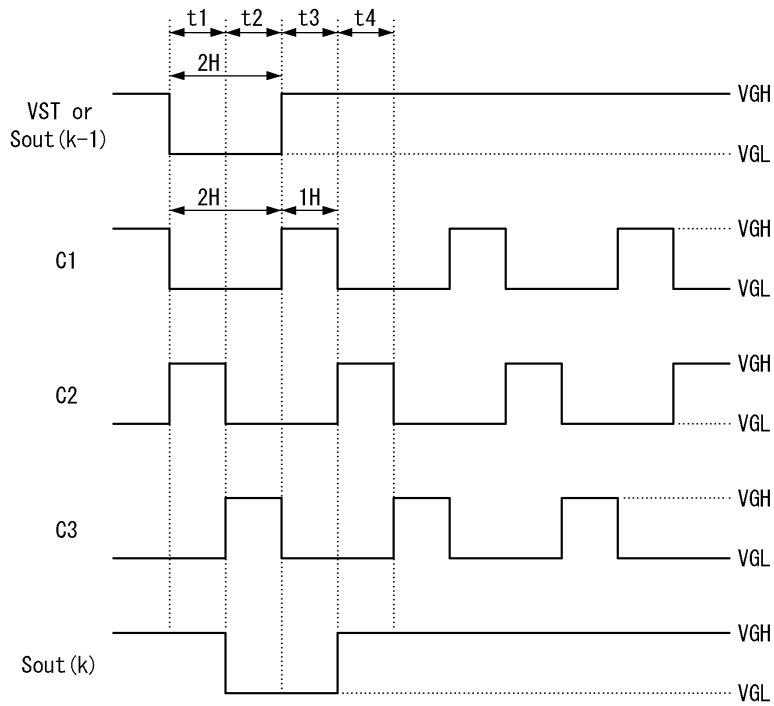 t1 t2 t3 t4
2H
VST or
Sout(k-1)
VGH
VGL
2H 1H
C1
VGH
VGL
C2
VGH
VGL
C3
VGH
VGL
Sout(k)
VGH
VGL